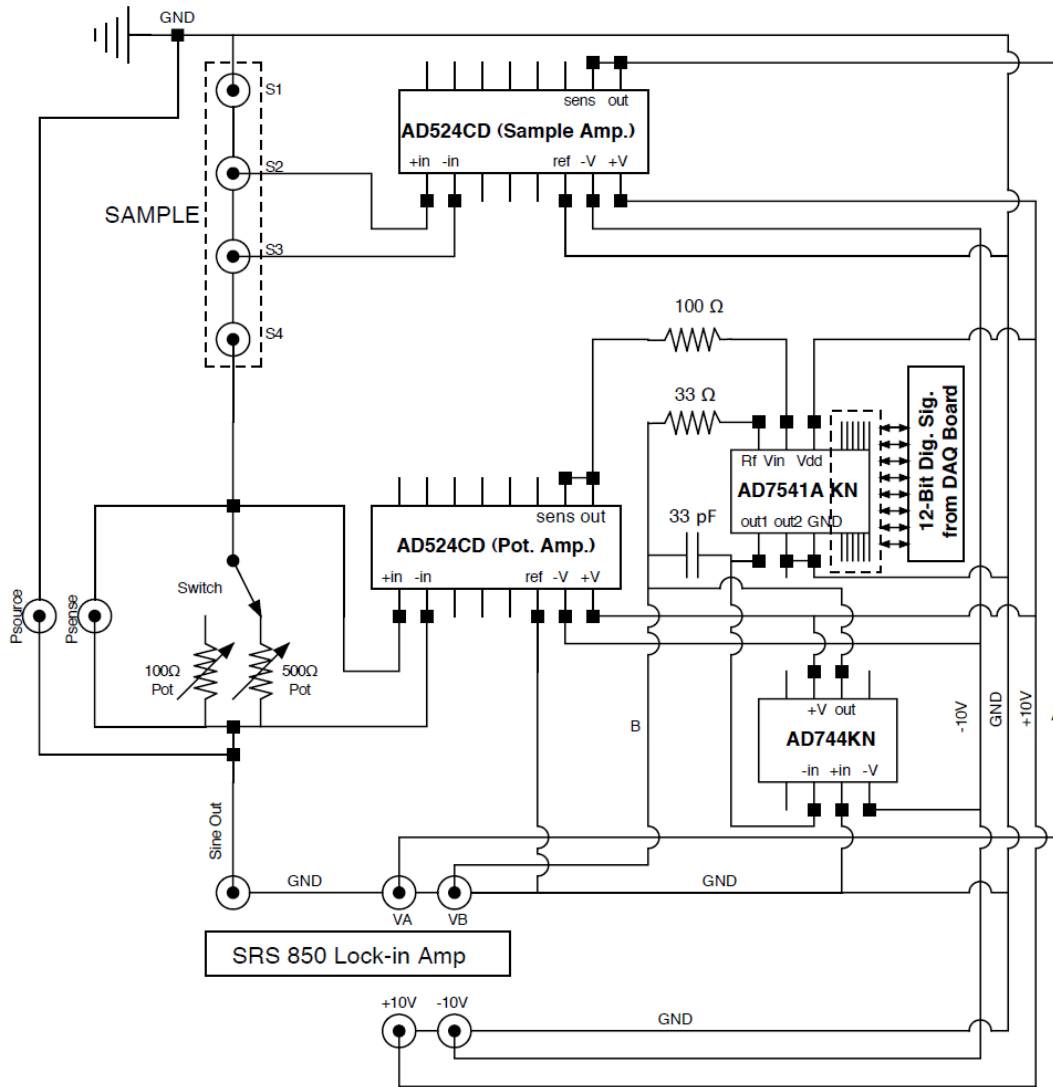 GND
S1
sens out
AD524CD (Sample Amp.)
+in -in ref -V +V
S2
SAMPLE
S3
S4
100 Ω
33 Ω
Rf Vin Vdd
AD7541A KN
out1 out2 GND
12-Bit Dig. Sig.
from DAQ Board
sens out
AD524CD (Pot. Amp.)
+in -in ref -V +V
33 pF
Switch
Psource
Psense
100Ω
Pot
500Ω
Pot
+V out
AD744KN
-in +in -V
B
-10V
GND
+10V
Sine Out
GND
VA
VB
GND
SRS 850 Lock-in Amp
+10V
-10V
GND